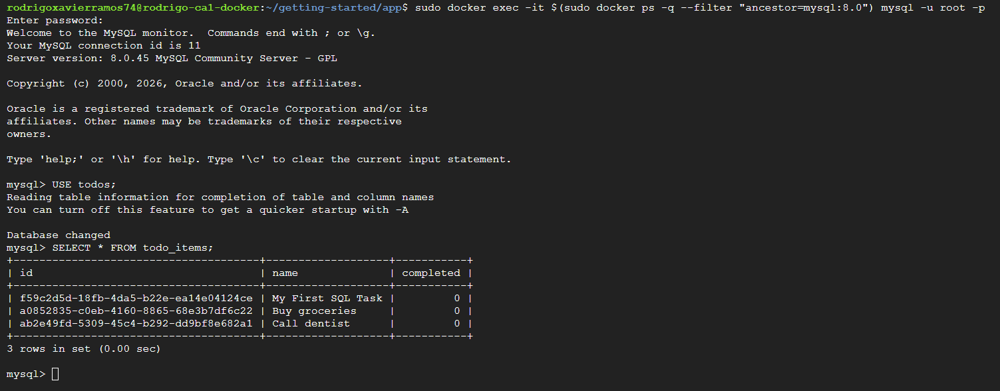 rodrigoxavierramos74@rodrigo-ca1-docker:~/getting-started/app$ sudo docker exec -it $(sudo docker ps -q --filter "ancestor=mysql:8.0") mysql -u root -p
Enter password:
Welcome to the MySQL monitor.  Commands end with ; or \g.
Your MySQL connection id is 11
Server version: 8.0.45 MySQL Community Server - GPL

Copyright (c) 2000, 2026, Oracle and/or its affiliates.

Oracle is a registered trademark of Oracle Corporation and/or its
affiliates. Other names may be trademarks of their respective
owners.

Type 'help;' or '\h' for help. Type '\c' to clear the current input statement.

mysql> USE todos;
Reading table information for completion of table and column names
You can turn off this feature to get a quicker startup with -A

Database changed
mysql> SELECT * FROM todo_items;
+--------------------------------------+-------------------+-----------+
| id                                   | name              | completed |
+--------------------------------------+-------------------+-----------+
| f59c2d5d-18fb-4da5-b22e-ea14e04124ce | My First SQL Task |         0 |
| a0852835-c0eb-4160-8865-68e3b7df6c22 | Buy groceries     |         0 |
| ab2e49fd-5309-45c4-b292-dd9bf8e682a1 | Call dentist      |         0 |
+--------------------------------------+-------------------+-----------+
3 rows in set (0.00 sec)

mysql>